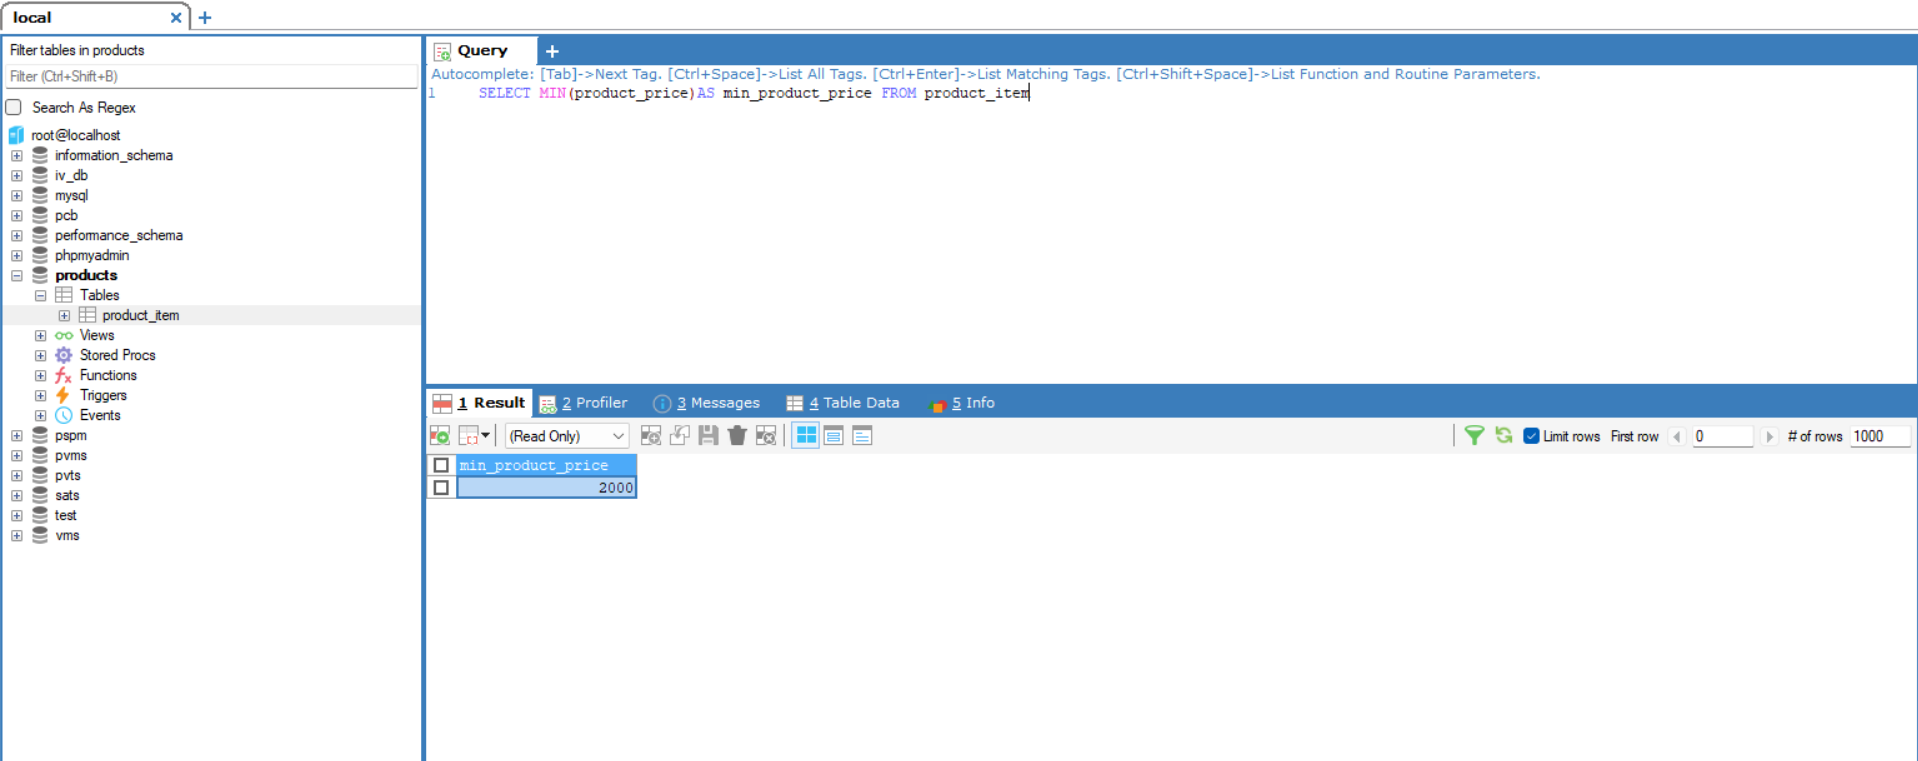 local
Filter tables in products
Filter (Ctrl+Shift+B)
Search As Regex
root@localhost
information_schema
iv_db
mysql
pcb
performance_schema
phpmyadmin
products
Tables
product_item
Views
Stored Procs
Functions
Triggers
Events
pspm
pvms
pvts
sats
test
vms
Query
Autocomplete: [Tab]->Next Tag. [Ctrl+Space]->List All Tags. [Ctrl+Enter]->List Matching Tags. [Ctrl+Shift+Space]->List Function and Routine Parameters.
1 SELECT MIN(product_price)AS min_product_price FROM product_item
1 Result 2 Profiler 3 Messages 4 Table Data 5 Info
(Read Only) Limit rows First row 0 # of rows 1000
min_product_price
2000